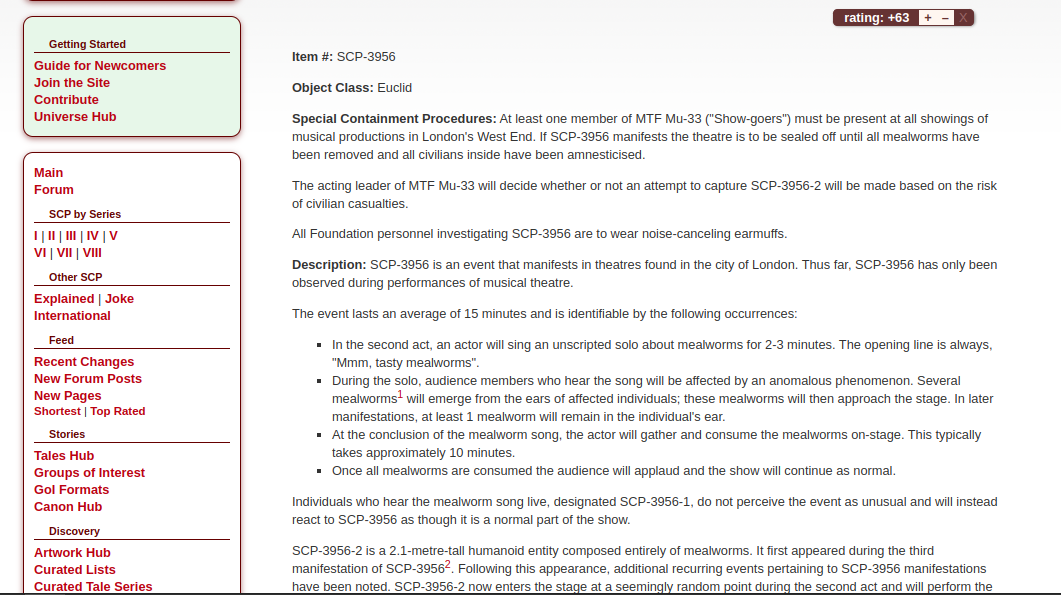 rating: +63 + – X
Getting Started
Guide for Newcomers
Join the Site
Contribute
Universe Hub
Main
Forum
SCP by Series
I | II | III | IV | V
VI | VII | VIII
Other SCP
Explained | Joke
International
Feed
Recent Changes
New Forum Posts
New Pages
Shortest | Top Rated
Stories
Tales Hub
Groups of Interest
GoI Formats
Canon Hub
Discovery
Artwork Hub
Curated Lists
Curated Tale Series
Item #: SCP-3956
Object Class: Euclid
Special Containment Procedures: At least one member of MTF Mu-33 ("Show-goers") must be present at all showings of
musical productions in London's West End. If SCP-3956 manifests the theatre is to be sealed off until all mealworms have
been removed and all civilians inside have been amnesticised.
The acting leader of MTF Mu-33 will decide whether or not an attempt to capture SCP-3956-2 will be made based on the risk
of civilian casualties.
All Foundation personnel investigating SCP-3956 are to wear noise-canceling earmuffs.
Description: SCP-3956 is an event that manifests in theatres found in the city of London. Thus far, SCP-3956 has only been
observed during performances of musical theatre.
The event lasts an average of 15 minutes and is identifiable by the following occurrences:
▪ In the second act, an actor will sing an unscripted solo about mealworms for 2-3 minutes. The opening line is always,
"Mmm, tasty mealworms".
▪ During the solo, audience members who hear the song will be affected by an anomalous phenomenon. Several
mealworms1 will emerge from the ears of affected individuals; these mealworms will then approach the stage. In later
manifestations, at least 1 mealworm will remain in the individual's ear.
▪ At the conclusion of the mealworm song, the actor will gather and consume the mealworms on-stage. This typically
takes approximately 10 minutes.
▪ Once all mealworms are consumed the audience will applaud and the show will continue as normal.
Individuals who hear the mealworm song live, designated SCP-3956-1, do not perceive the event as unusual and will instead
react to SCP-3956 as though it is a normal part of the show.
SCP-3956-2 is a 2.1-metre-tall humanoid entity composed entirely of mealworms. It first appeared during the third
manifestation of SCP-39562. Following this appearance, additional recurring events pertaining to SCP-3956 manifestations
have been noted. SCP-3956-2 now enters the stage at a seemingly random point during the second act and will perform the